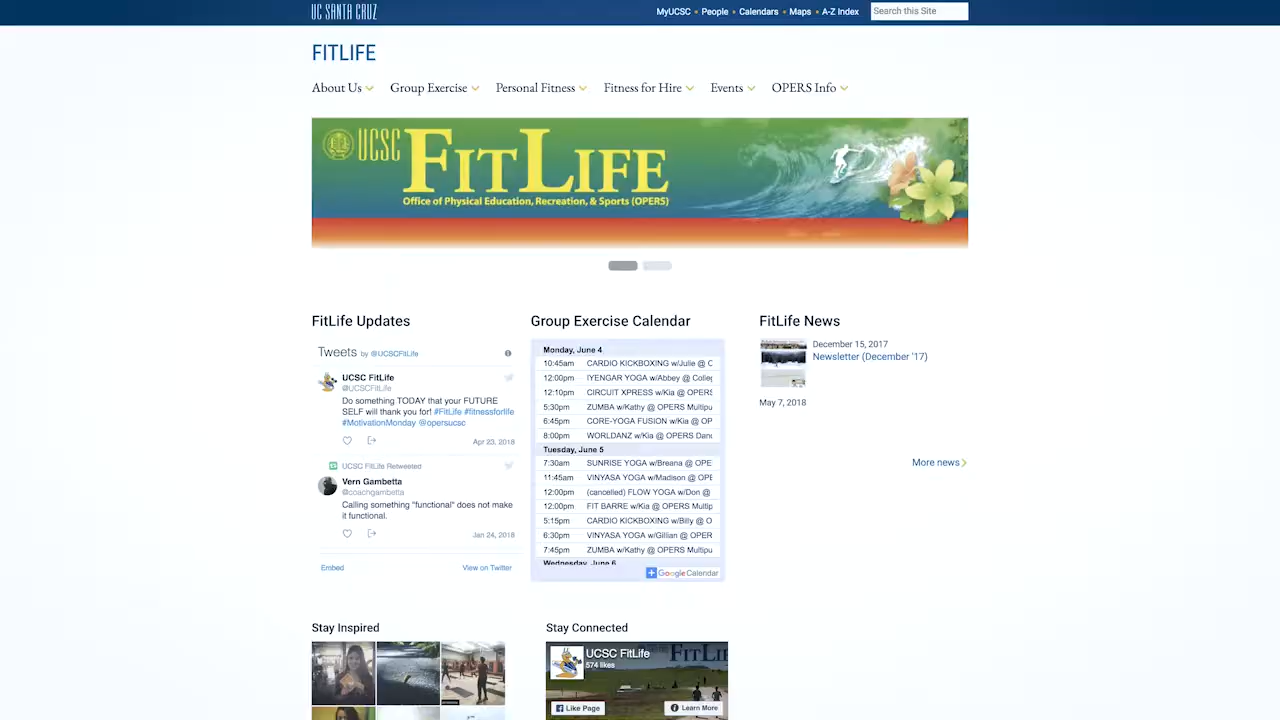 UC SANTA CRUZ
MyUCSC People Calendars Maps A-Z Index
Search this Site
FITLIFE
About Us Group Exercise Personal Fitness Fitness for Hire Events OPERS Info
UCSC FITLIFE
Office of Physical Education, Recreation, & Sports (OPERS)
FitLife Updates
Tweets by @UCSCFitLife
UCSC FitLife
@UCSCFitLife
Do something TODAY that your FUTURE
SELF will thank you for! #FitLife #fitnessforlife
#MotivationMonday @opersucsc
Apr 23, 2018
UCSC FitLife Retweeted
Vern Gambetta
@coachgambetta
Calling something "functional" does not make
it functional.
Jan 24, 2018
Embed View on Twitter
Group Exercise Calendar
Monday, June 4
10:45am CARDIO KICKBOXING w/Julie @ C
12:00pm IYENGAR YOGA w/Abbey @ Colleg
12:10pm CIRCUIT XPRESS w/Kia @ OPERS
5:30pm ZUMBA w/Kathy @ OPERS Multipu
6:45pm CORE-YOGA FUSION w/Kia @ OP
8:00pm WORLDANZ w/Kia @ OPERS Danc
Tuesday, June 5
7:30am SUNRISE YOGA w/Breana @ OPE
11:45am VINYASA YOGA w/Madison @ OPE
12:00pm (cancelled) FLOW YOGA w/Don @
12:00pm FIT BARRE w/Kia @ OPERS Multip
5:15pm CARDIO KICKBOXING w/Billy @ O
6:30pm VINYASA YOGA w/Gillian @ OPER
7:45pm ZUMBA w/Kathy @ OPERS Multipu
Wednesday, June 6
Google Calendar
FitLife News
December 15, 2017
Newsletter (December '17)
May 7, 2018
More news
Stay Inspired
Stay Connected
UCSC FitLife
574 likes
Like Page
Learn More